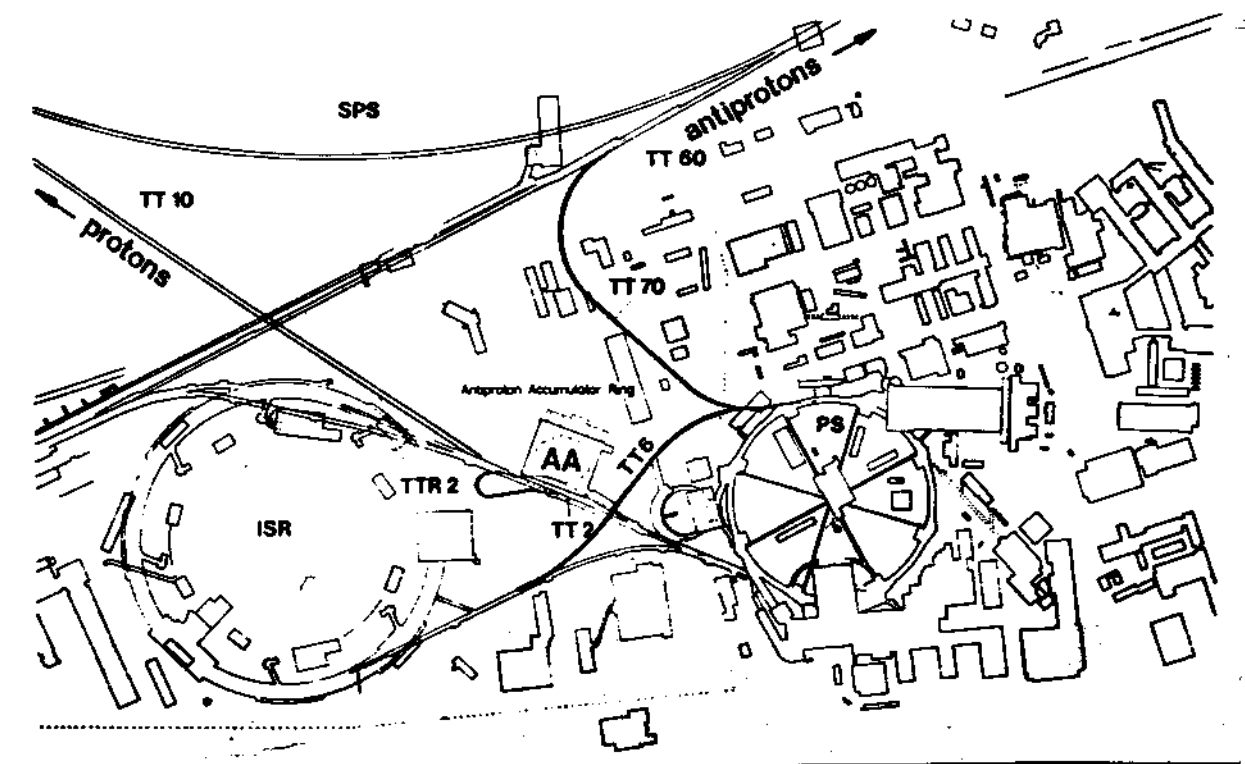 SPS
antiprotons
TT 60
TT 10
protons
TT 70
Antiproton Accumulator Ring
PS
TT6
AA
TTR 2
TT 2
ISR